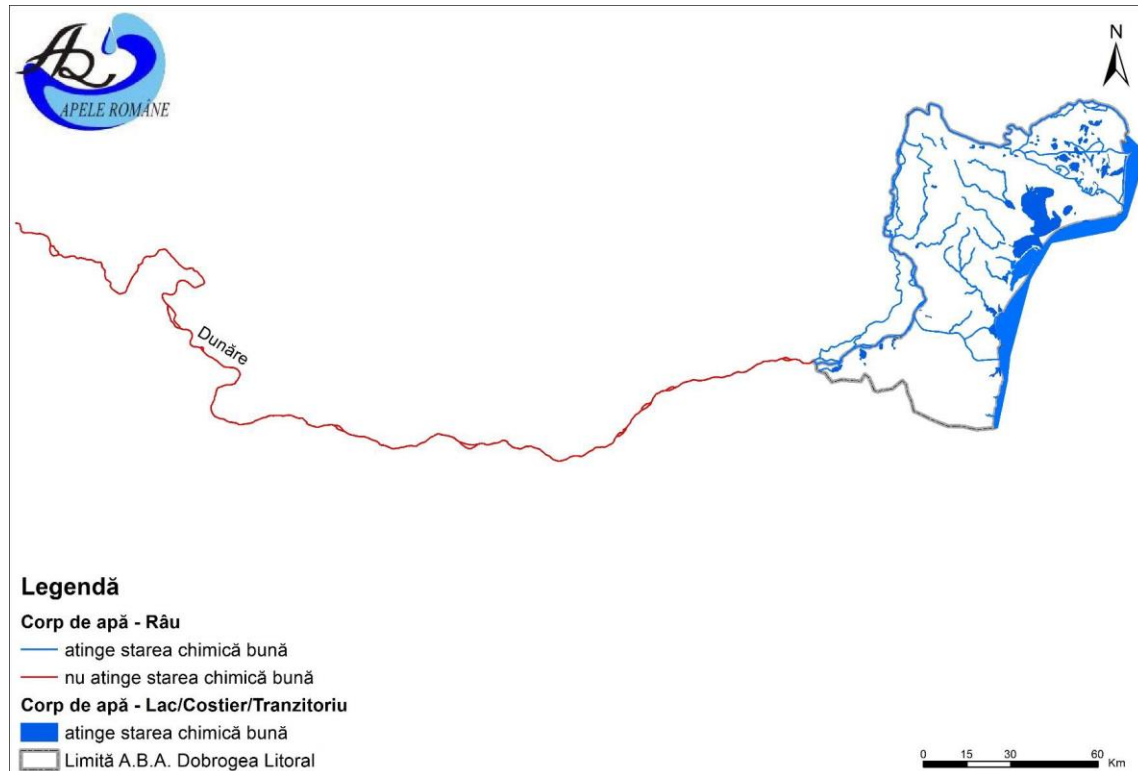 APELE ROMÂNE
N
Dunăre
Legendă
Corp de apă - Râu
atinge starea chimică bună
nu atinge starea chimică bună
Corp de apă - Lac/Costier/Tranzitoriu
atinge starea chimică bună
Limită A.B.A. Dobrogea Litoral
0 15 30 60
Km